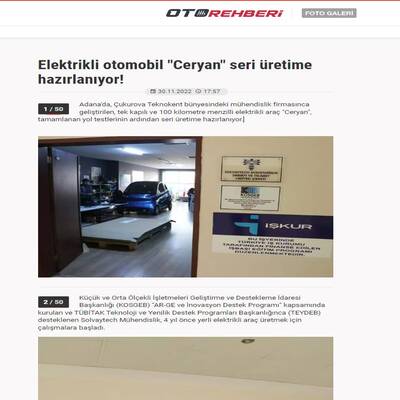 OTOREHBERi
FOTO GALERİ
Elektrikli otomobil "Ceryan" seri üretime
hazırlanıyor!
30.11.2022 17:57
1 / 50 Adana'da, Çukurova Teknokent bünyesindeki mühendislik firmasınca
geliştirilen, tek kapılı ve 100 kilometre menzilli elektrikli araç "Ceryan",
tamamlanan yol testlerinin ardından seri üretime hazırlanıyor]
KOSGEB
İŞKUR
BU İŞYERİNDE
TÜRKİYE İŞ KURUMU
TARAFINDAN FİNANSE EDİLEN
İŞBAŞI EĞİTİM PROGRAMI
DÜZENLENMEKTEDİR.
2 / 50 Küçük ve Orta Ölçekli İşletmeleri Geliştirme ve Destekleme İdaresi
Başkanlığı (KOSGEB) "AR-GE ve İnovasyon Destek Programı" kapsamında
kurulan ve TÜBİTAK Teknoloji ve Yenilik Destek Programları Başkanlığınca (TEYDEB)
desteklenen Solvaytech Mühendislik, 4 yıl önce yerli elektrikli araç üretmek için
çalışmalara başladı.